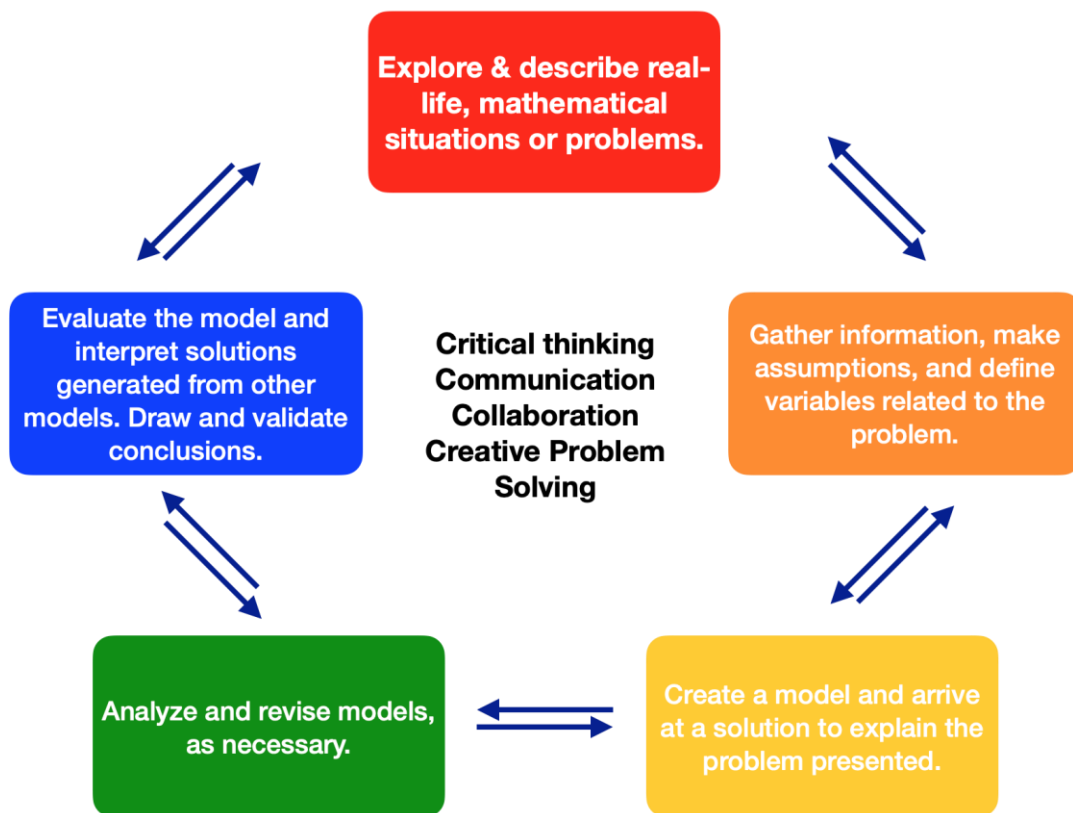 Explore & describe real-
life, mathematical
situations or problems.
Evaluate the model and
interpret solutions
generated from other
models. Draw and validate
conclusions.
Critical thinking
Communication
Collaboration
Creative Problem
Solving
Gather information, make
assumptions, and define
variables related to the
problem.
Analyze and revise models,
as necessary.
Create a model and arrive
at a solution to explain the
problem presented.